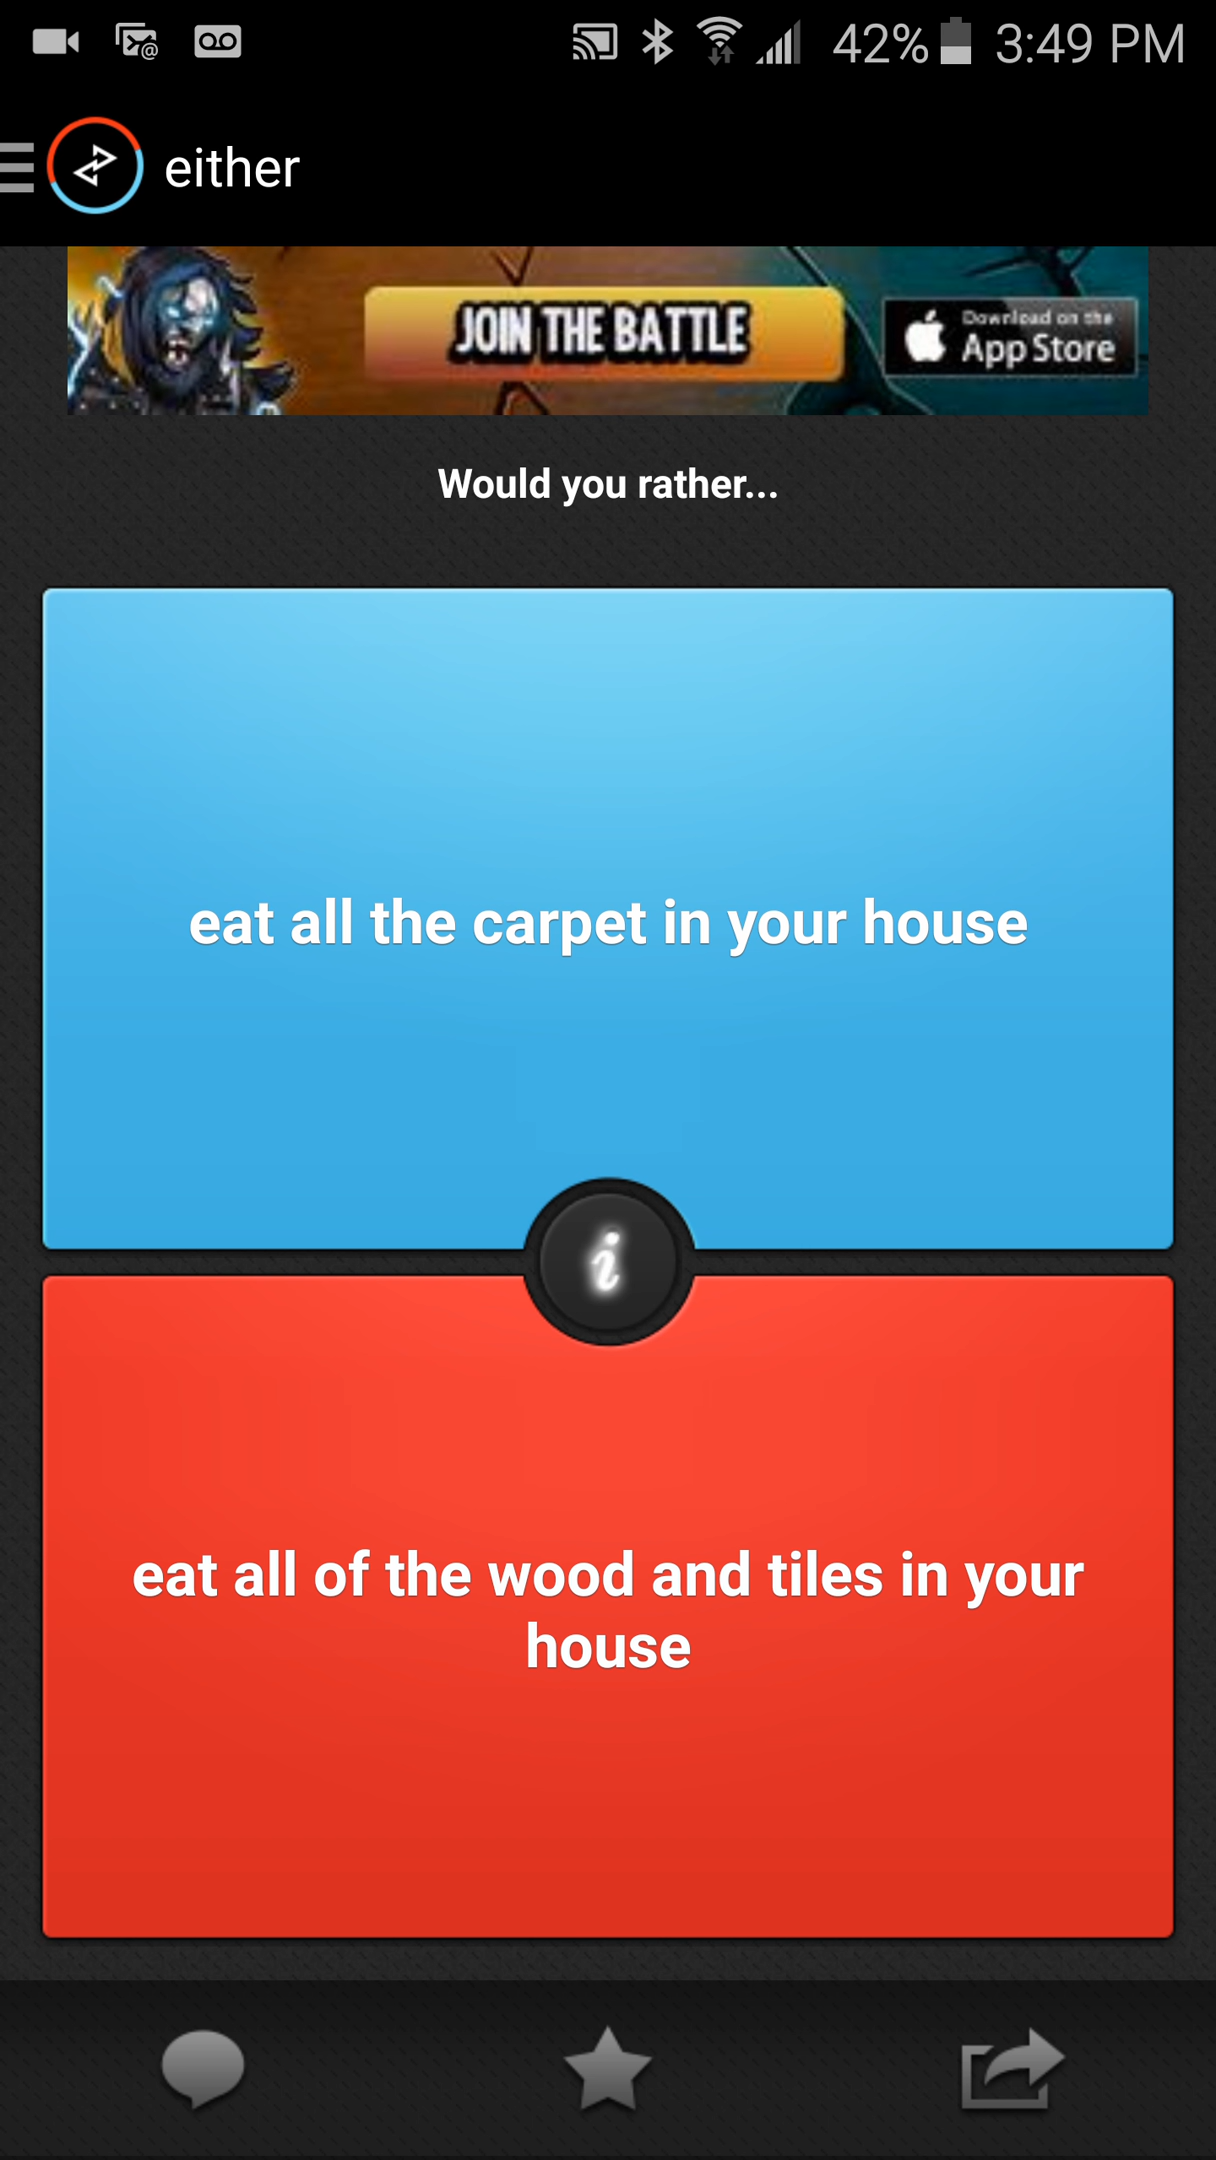 42% 3:49 PM
either
JOIN THE BATTLE
Download on the
App Store
Would you rather...
eat all the carpet in your house
i
eat all of the wood and tiles in your
house